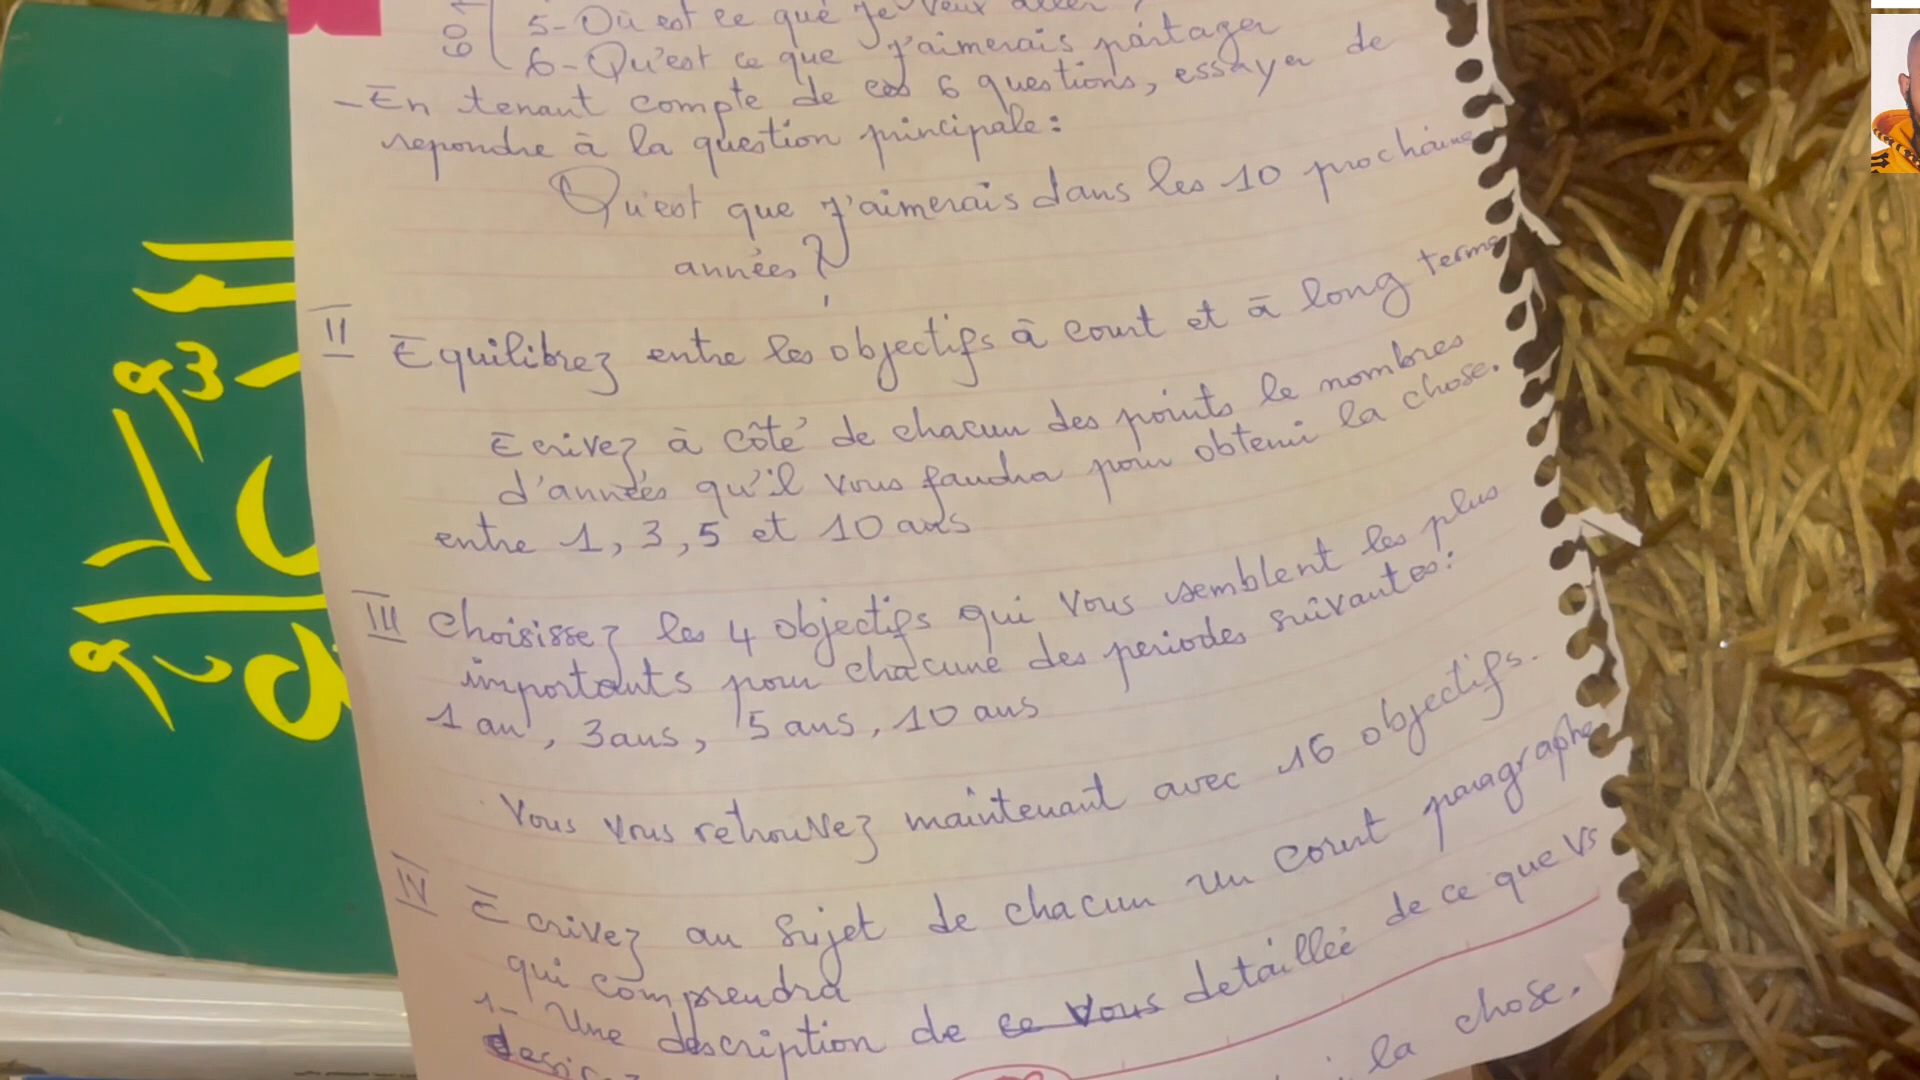 5- Où est ce que je veux aller ?
6- Qu'est ce que j'aimerais partager
- En tenant compte de ces 6 questions, essayer de
repondre à la question principale :
Qu'est que j'aimerais dans les 10 prochaine
années ?
II Equilibrez entre les objectifs à court et à long terme
Ecrivez à côté de chacun des points le nombres
d'années qu'il vous faudra pour obtenir la chose.
entre 1, 3, 5 et 10 ans
III Choisissez les 4 objectifs qui vous semblent les plus
importants pour chacune des periodes suivantes :
1 an, 3 ans, 5 ans, 10 ans
Vous vous retrouvez maintenant avec 16 objectifs.
IV Ecrivez au sujet de chacun un court paragraphe
qui comprendra
1- Une description de ce vous detaillée de ce que vs
desirez
la chose.